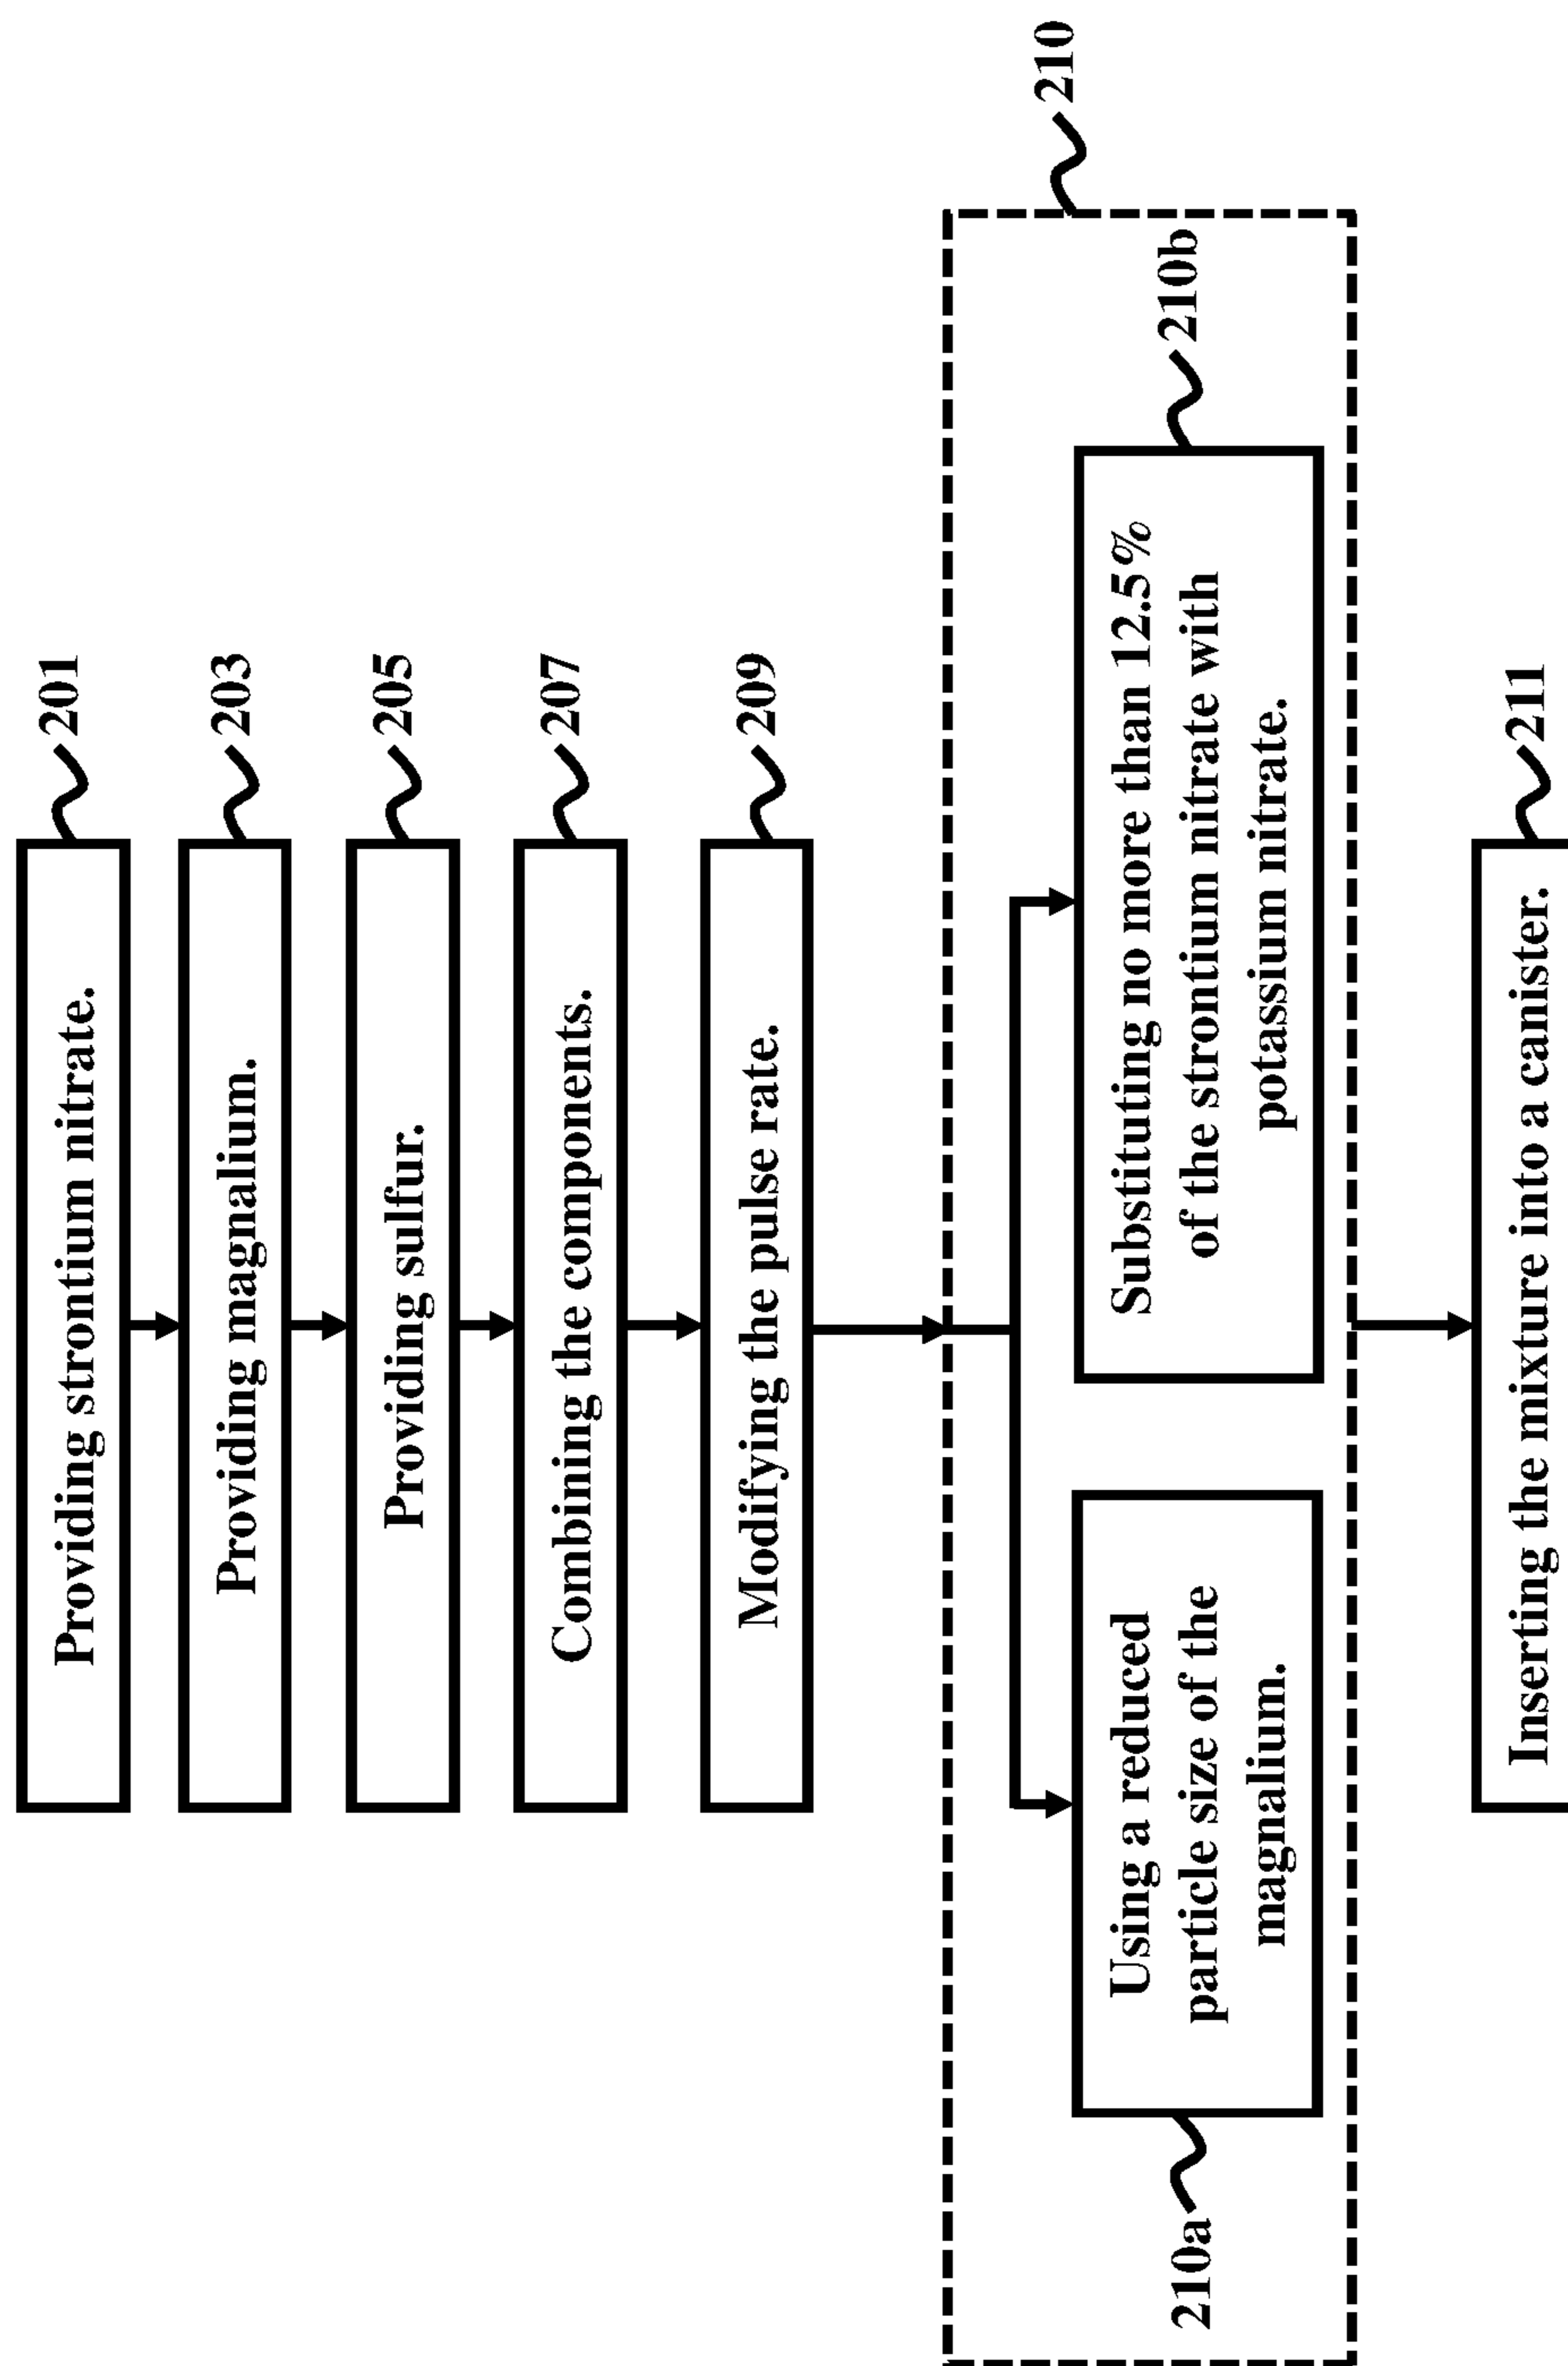 Providing strontium nitrate.
201
Providing magnalium.
203
Providing sulfur.
205
Combining the components.
207
Modifying the pulse rate.
209
210
210a
Using a reduced
particle size of the
magnalium.
Substituting no more than 12.5%
of the strontium nitrate with
potassium nitrate.
210b
Inserting the mixture into a canister.
211